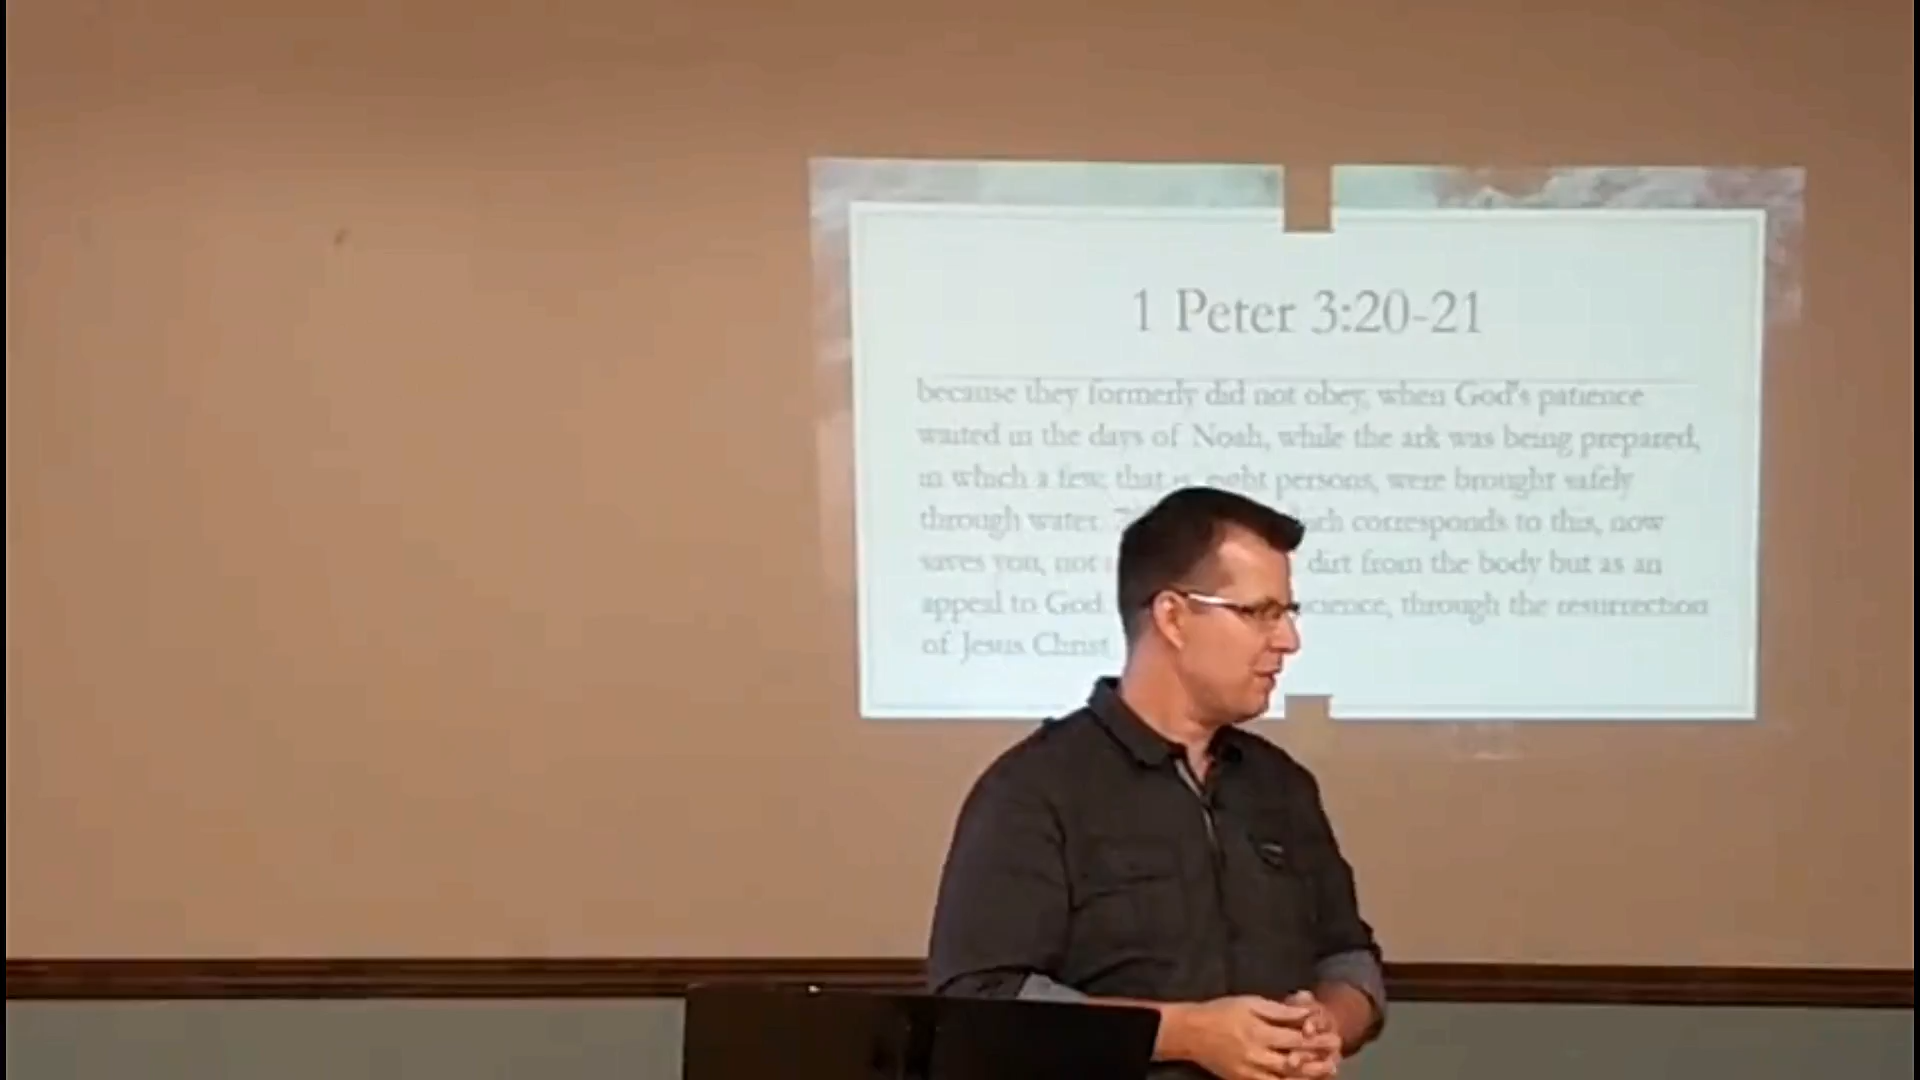 1 Peter 3:20-21
because they formerly did not obey, when God's patience
waited in the days of Noah, while the ark was being prepared,
in which a few, that is, eight persons, were brought safely
through water. corresponds to this, now
saves you, not dirt from the body but as an
appeal to God through the resurrection
of Jesus Christ